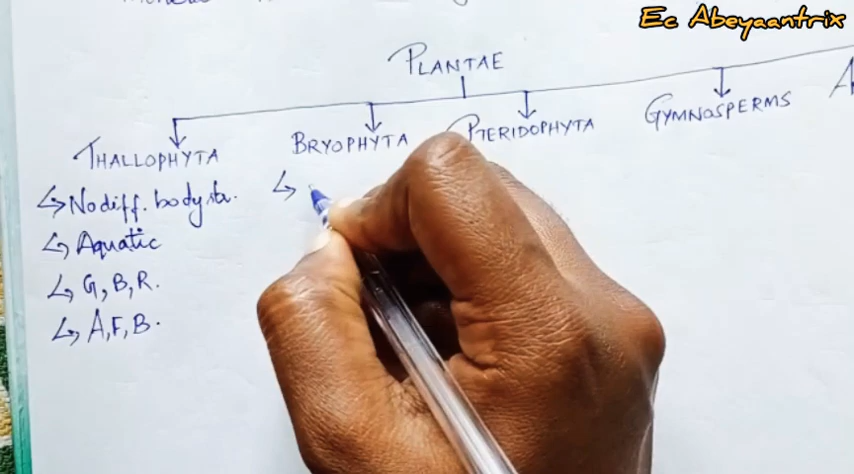 Ec Abeyaantrix
PLANTAE
THALLOPHYTA
BRYOPHYTA
PTERIDOPHYTA
GYMNOSPERMS
A
↳ No diff. body str.
↳ Aquatic
↳ G, B, R.
↳ A, F, B.
↳